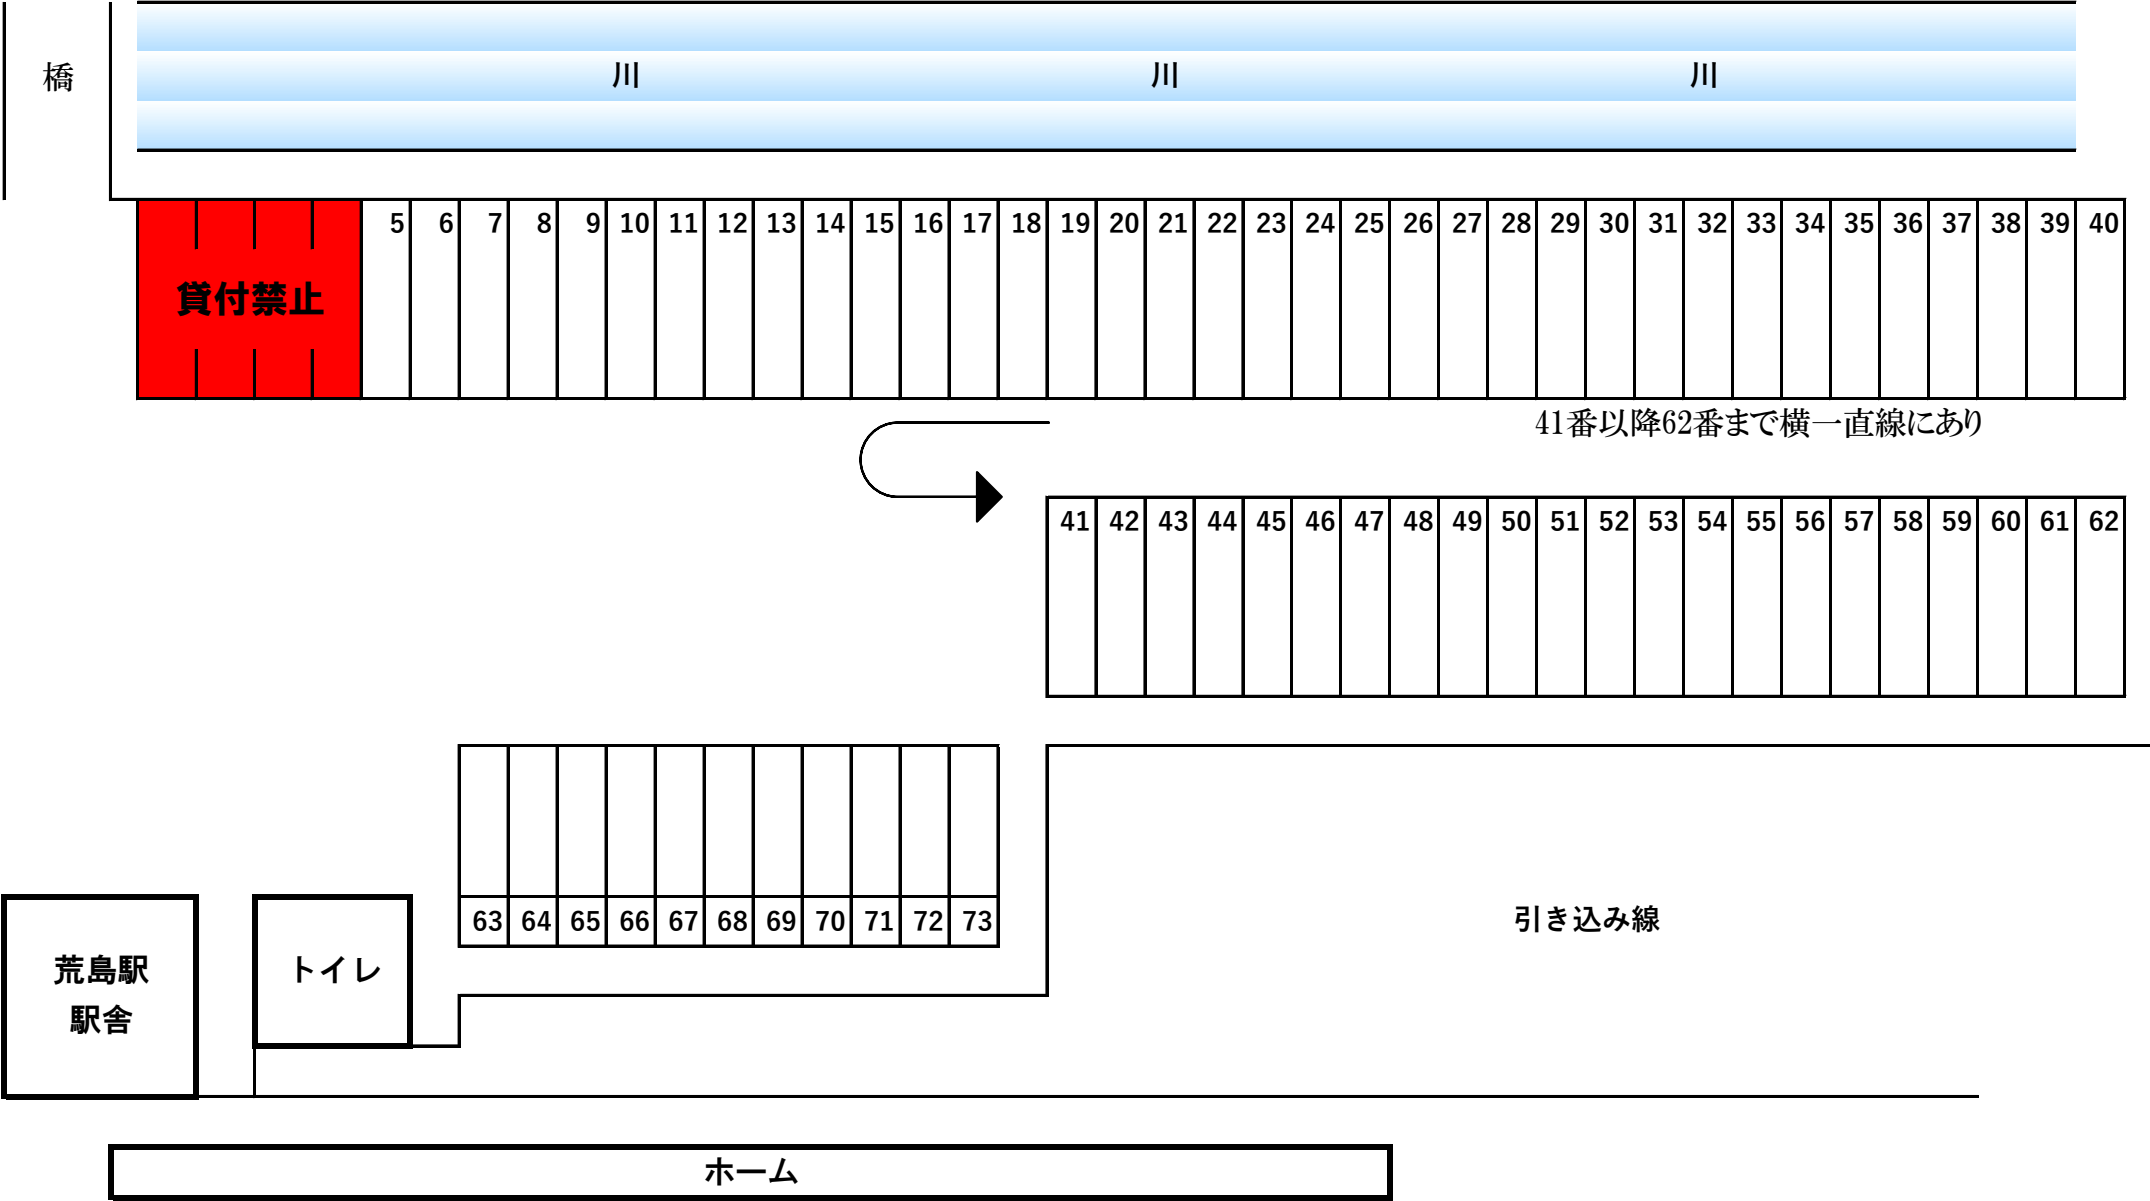 橋
川 川 川
5 6 7 8 9 10 11 12 13 14 15 16 17 18 19 20 21 22 23 24 25 26 27 28 29 30 31 32 33 34 35 36 37 38 39 40
貸付禁止
41番以降62番まで横一直線にあり
41 42 43 44 45 46 47 48 49 50 51 52 53 54 55 56 57 58 59 60 61 62
63 64 65 66 67 68 69 70 71 72 73
引き込み線
荒島駅
駅舎
トイレ
ホーム